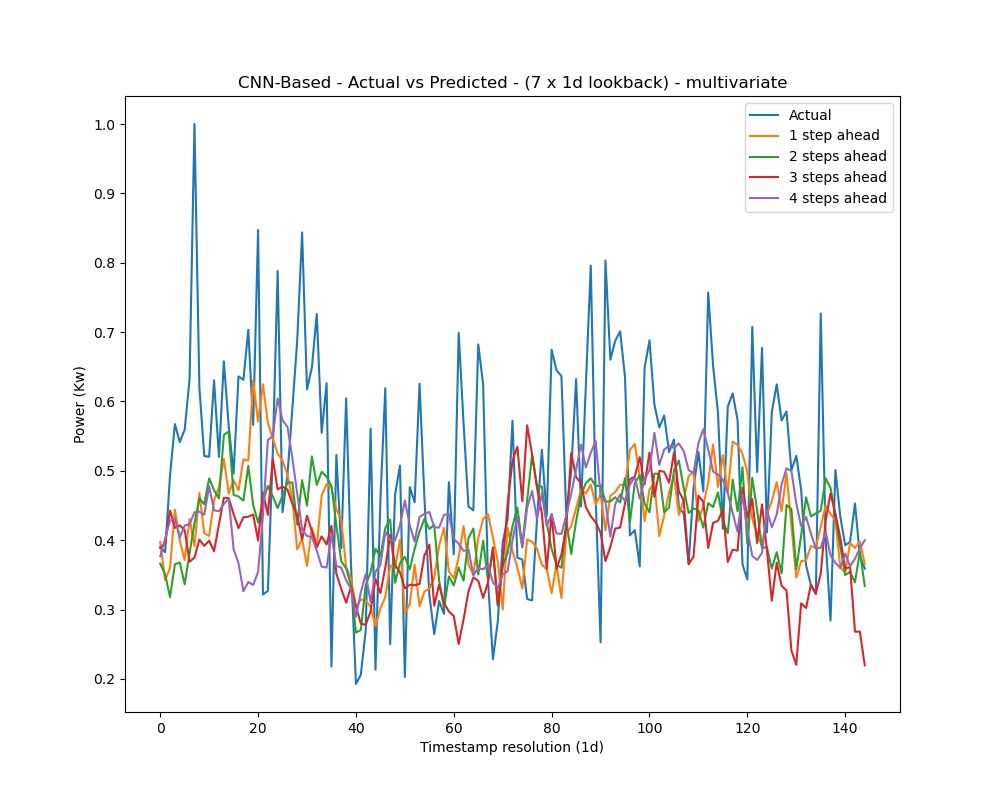 CNN-Based - Actual vs Predicted - (7 x 1d lookback) - multivariate
Actual
1 step ahead
2 steps ahead
3 steps ahead
4 steps ahead
Power (Kw)
1.0
0.9
0.8
0.7
0.6
0.5
0.4
0.3
0.2
0 20 40 60 80 100 120 140
Timestamp resolution (1d)